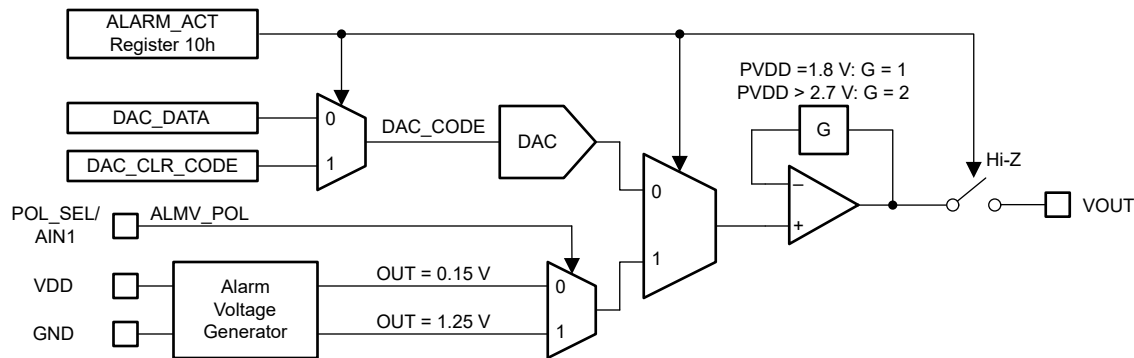 ALARM_ACT
Register 10h
PVDD =1.8 V: G = 1
PVDD > 2.7 V: G = 2
DAC_DATA
0
DAC_CODE
DAC
G
DAC_CLR_CODE
1
Hi-Z
0
−
+
VOUT
POL_SEL/
AIN1
ALMV_POL
1
VDD
GND
Alarm
Voltage
Generator
OUT = 0.15 V
0
OUT = 1.25 V
1